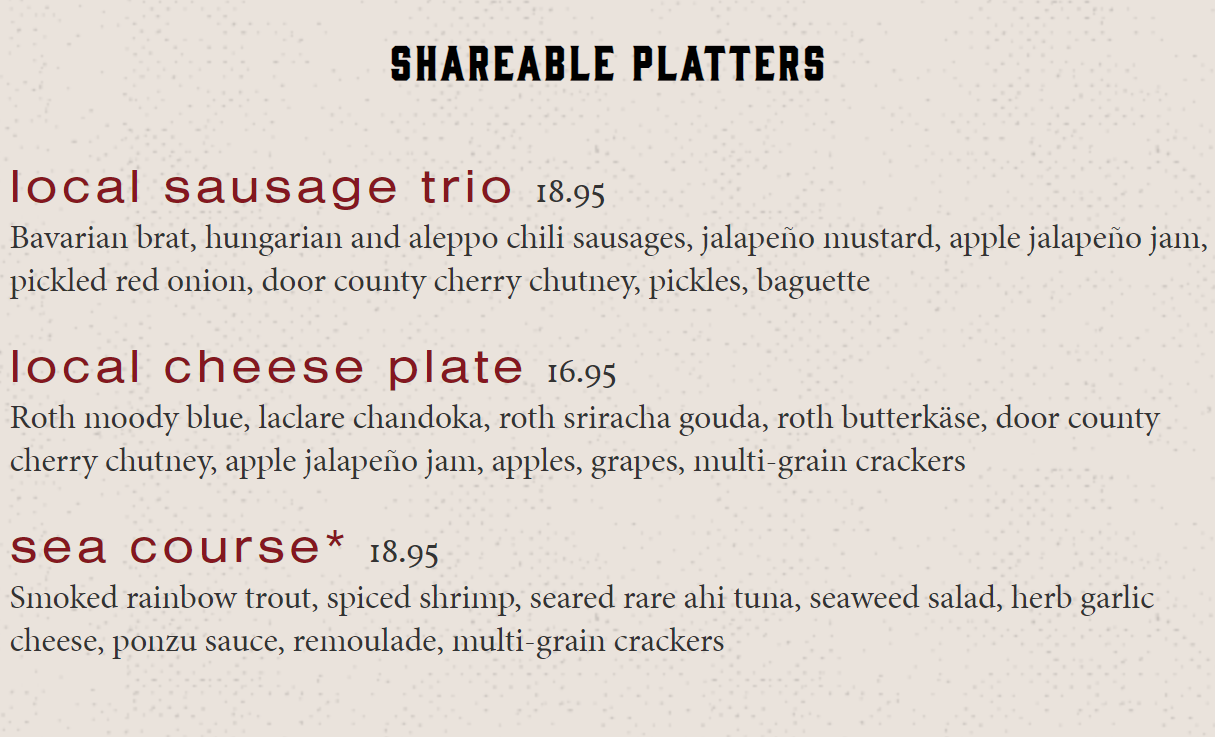 SHAREABLE PLATTERS
local sausage trio 18.95
Bavarian brat, hungarian and aleppo chili sausages, jalapeño mustard, apple jalapeño jam,
pickled red onion, door county cherry chutney, pickles, baguette
local cheese plate 16.95
Roth moody blue, laclare chandoka, roth sriracha gouda, roth butterkäse, door county
cherry chutney, apple jalapeño jam, apples, grapes, multi-grain crackers
sea course* 18.95
Smoked rainbow trout, spiced shrimp, seared rare ahi tuna, seaweed salad, herb garlic
cheese, ponzu sauce, remoulade, multi-grain crackers